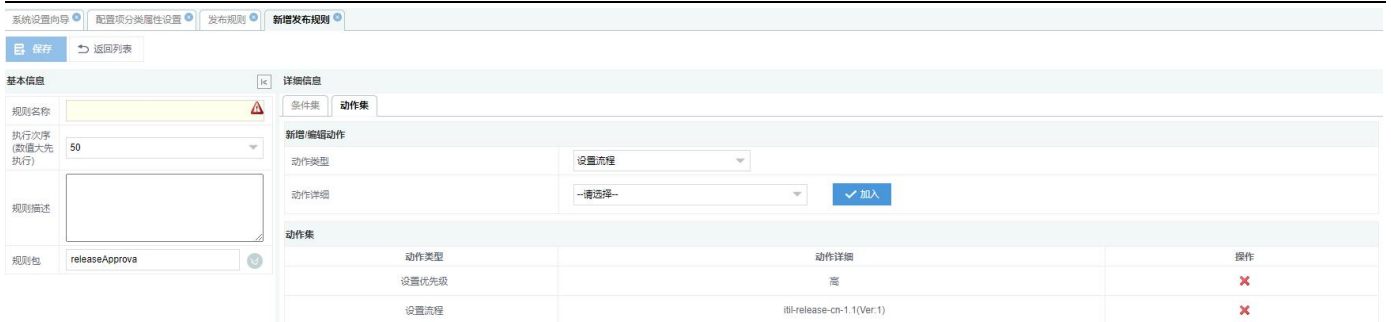 系统设置向导 配置项分类属性设置 发布规则 新增发布规则
保存 返回列表
基本信息
规则名称
执行次序
(数值大先
执行)
50
规则描述
规则包
releaseApprova
详细信息
条件集 动作集
新增/编辑动作
动作类型 设置流程
动作详细 --请选择-- 加入
动作集
动作类型 动作详细 操作
设置优先级 高
设置流程 itil-release-cn-1.1(Ver:1)